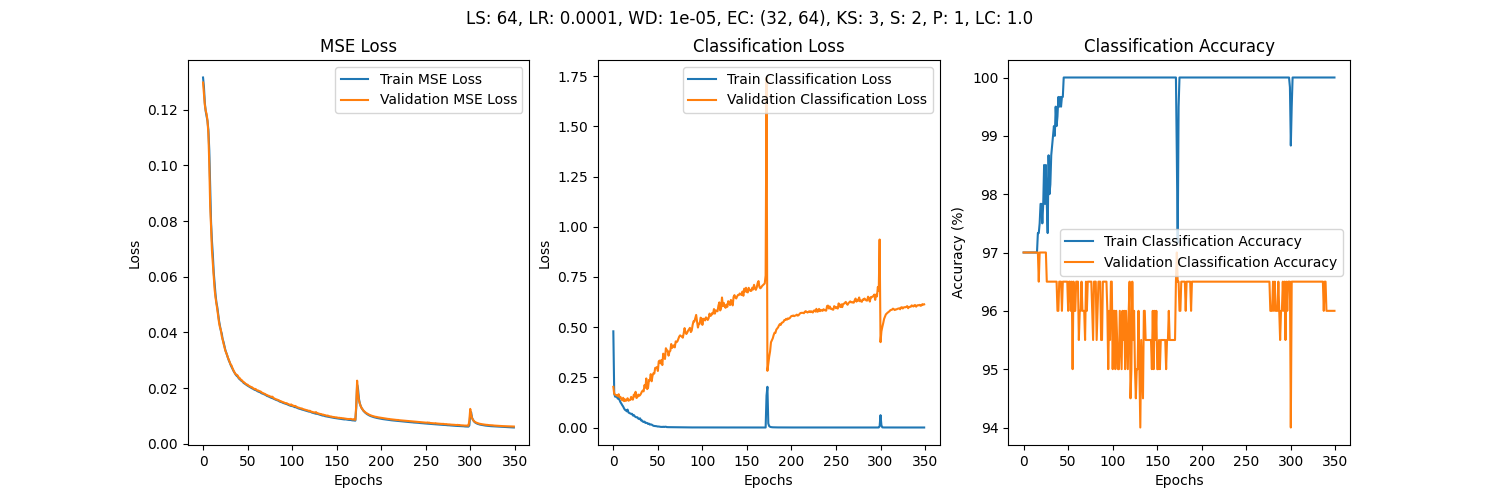 LS: 64, LR: 0.0001, WD: 1e-05, EC: (32, 64), KS: 3, S: 2, P: 1, LC: 1.0
MSE Loss
Train MSE Loss
Validation MSE Loss
0.12
0.10
0.08
0.06
0.04
0.02
0.00
Loss
0 50 100 150 200 250 300 350
Epochs
Classification Loss
Train Classification Loss
Validation Classification Loss
1.75
1.50
1.25
1.00
0.75
0.50
0.25
0.00
Loss
0 50 100 150 200 250 300 350
Epochs
Classification Accuracy
Train Classification Accuracy
Validation Classification Accuracy
100
99
98
97
96
95
94
Accuracy (%)
0 50 100 150 200 250 300 350
Epochs